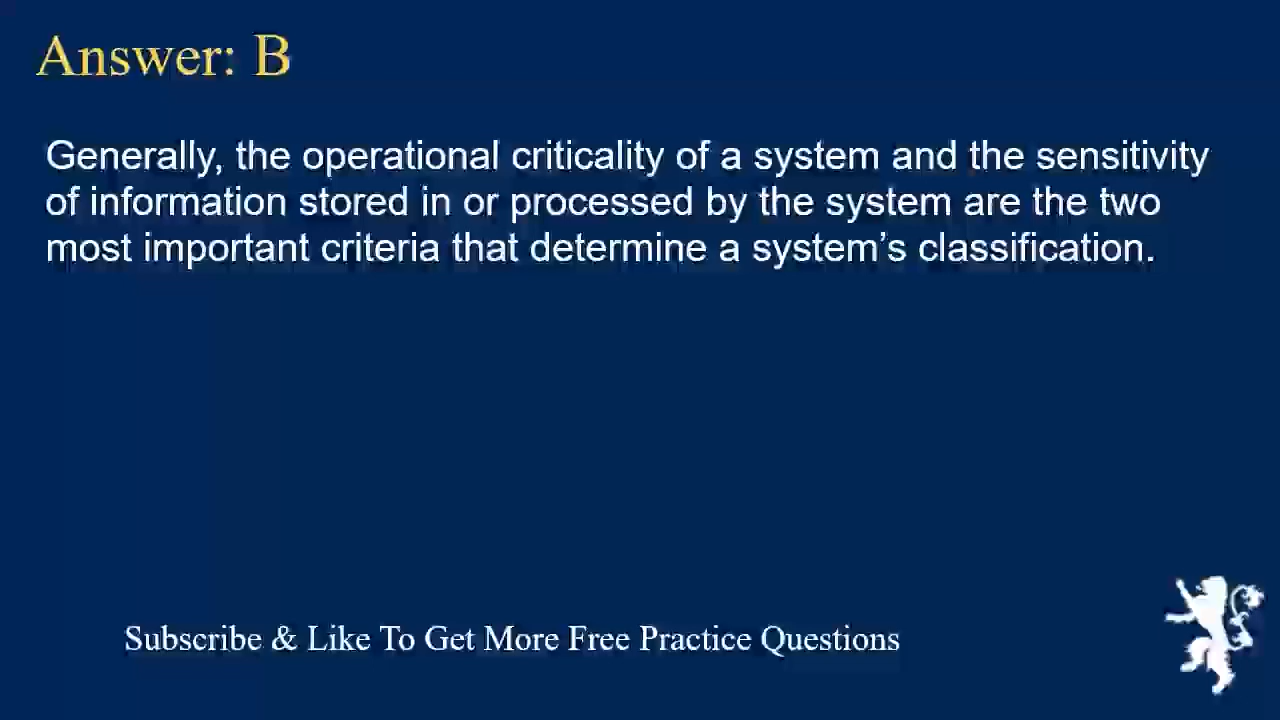 Answer: B
Generally, the operational criticality of a system and the sensitivity
of information stored in or processed by the system are the two
most important criteria that determine a system’s classification.
Subscribe & Like To Get More Free Practice Questions